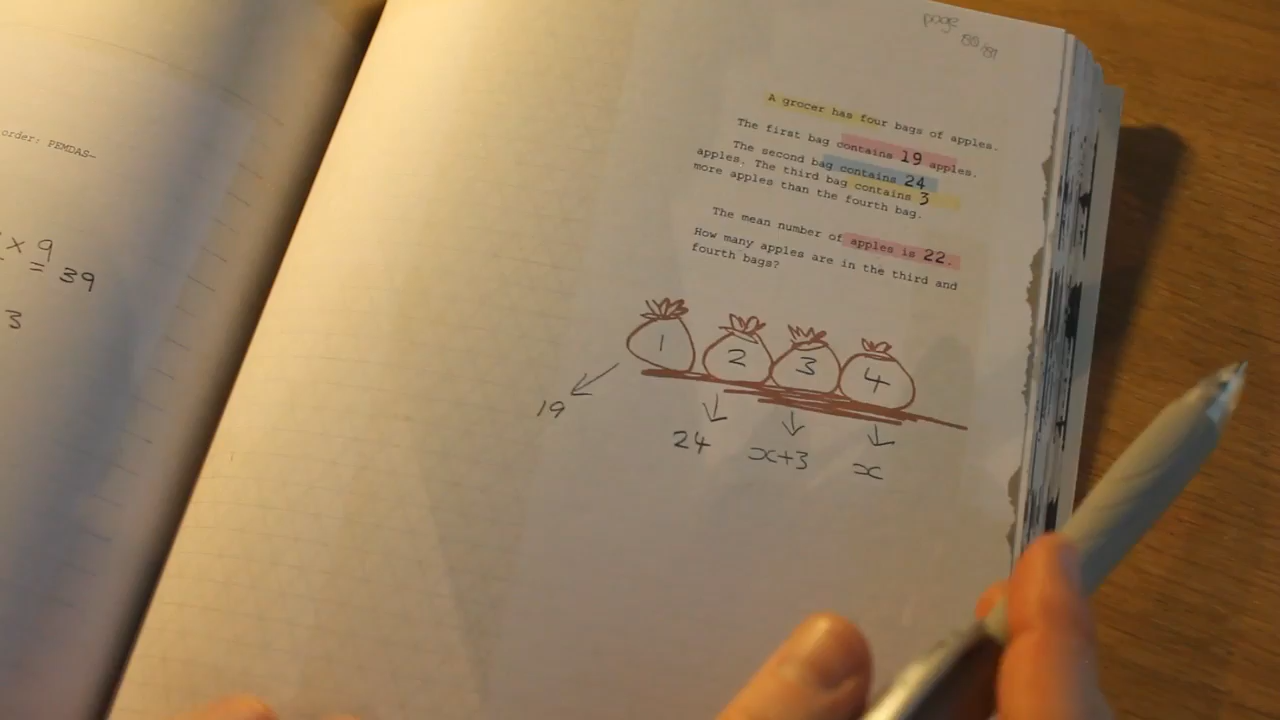 page
80/81
order; PEMDAS—
x 9
= 39
3
A grocer has four bags of apples.
The first bag contains 19 apples.
The second bag contains 24
apples. The third bag contains 3
more apples than the fourth bag.
The mean number of apples is 22.
How many apples are in the third and
fourth bags?
1 2 3 4
19 24 x+3 x